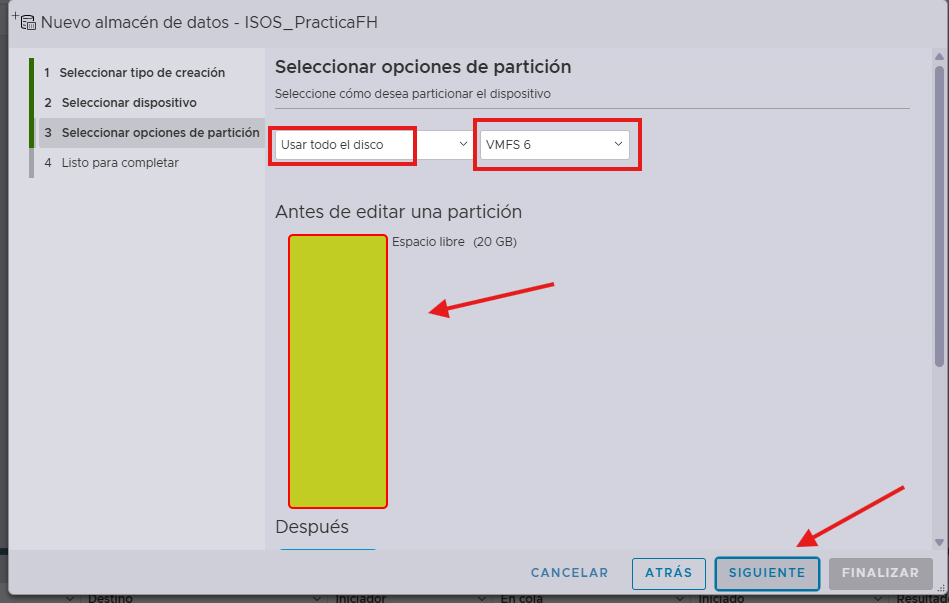 Nuevo almacén de datos - ISOS_PracticaFH
1 Seleccionar tipo de creación
2 Seleccionar dispositivo
3 Seleccionar opciones de partición
4 Listo para completar
Seleccionar opciones de partición
Seleccione cómo desea particionar el dispositivo
Usar todo el disco
VMFS 6
Antes de editar una partición
Espacio libre (20 GB)
Después
CANCELAR
ATRÁS
SIGUIENTE
FINALIZAR
Destino
Iniciador
En cola
Iniciado